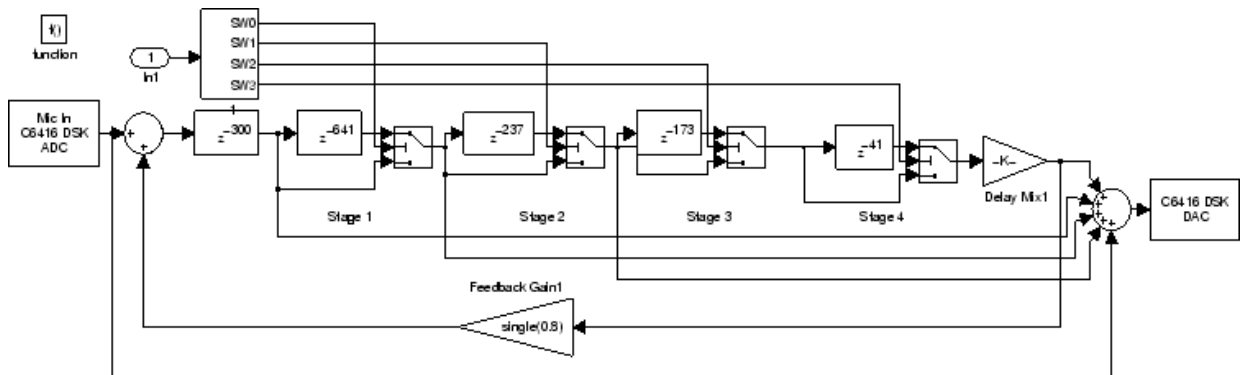 f()
function
1
In1
SW0
SW1
SW2
SW3
1
Mic In
C6416 DSK
ADC
+
+
z-300
z-641
z-237
z-173
z-41
-K-
Delay Mix1
Stage 1
Stage 2
Stage 3
Stage 4
+
+
+
+
+
C6416 DSK
DAC
Feedback Gain1
single(0.8)